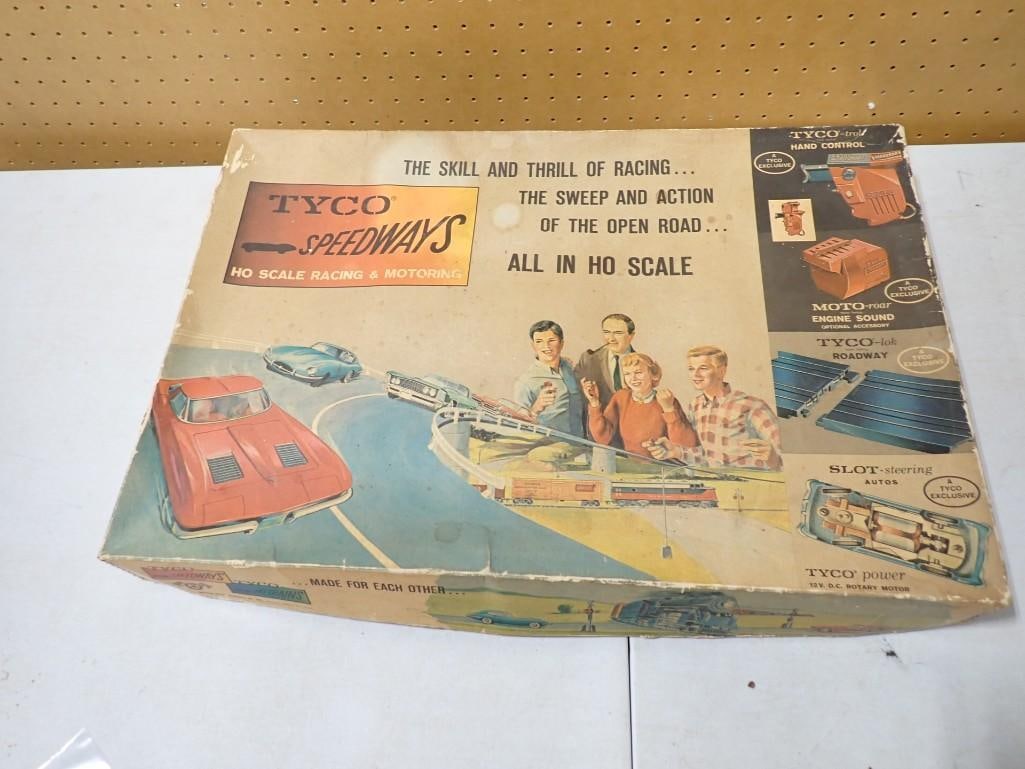 THE SKILL AND THRILL OF RACING...
THE SWEEP AND ACTION
OF THE OPEN ROAD...
ALL IN HO SCALE
TYCO®
SPEEDWAYS
HO SCALE RACING & MOTORING
TYCO-trol
HAND CONTROL
A
TYCO
EXCLUSIVE
MOTO-roar
ENGINE SOUND
OPTIONAL ACCESSORY
A
TYCO
EXCLUSIVE
TYCO-lok
ROADWAY
A
TYCO
EXCLUSIVE
SLOT-steering
AUTOS
A
TYCO
EXCLUSIVE
TYCO® power
12 V. D.C. ROTARY MOTOR
SPEEDWAYS
TYCO
TRAINS
...MADE FOR EACH OTHER...